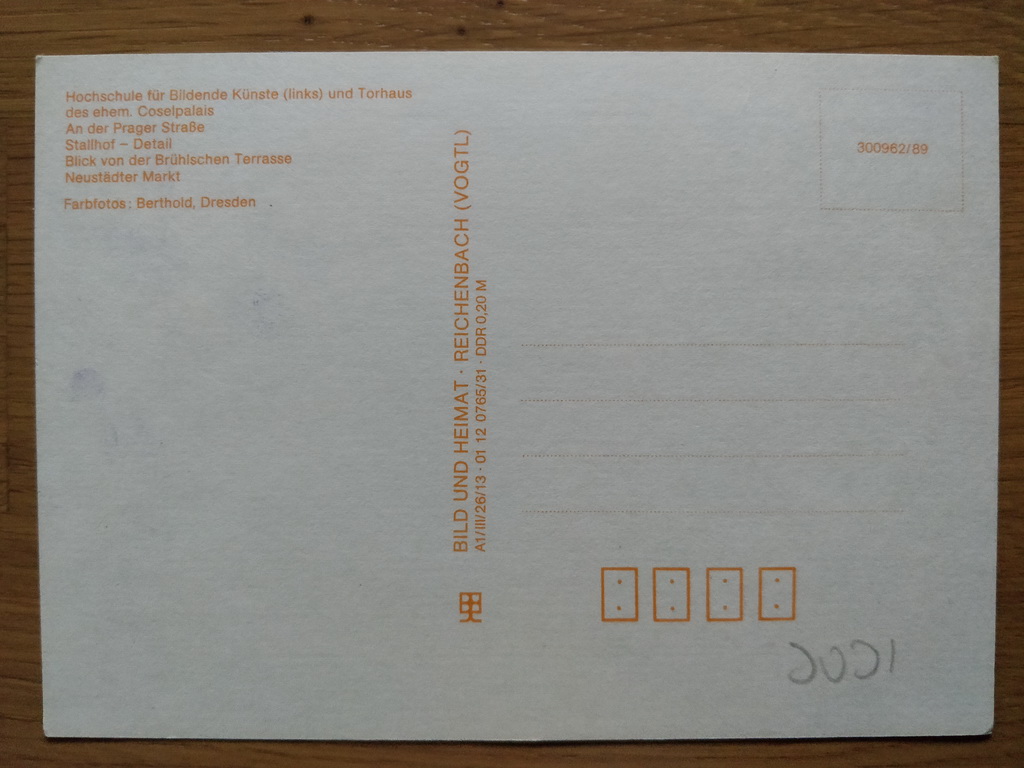 Hochschule für Bildende Künste (links) und Torhaus
des ehem. Coselpalais
An der Prager Straße
Stallhof – Detail
Blick von der Brühlschen Terrasse
Neustädter Markt
Farbfotos: Berthold, Dresden
BILD UND HEIMAT · REICHENBACH (VOGTL)
A1/III/26/13 · 01 12 0765/31 · DDR 0,20 M
300962/89